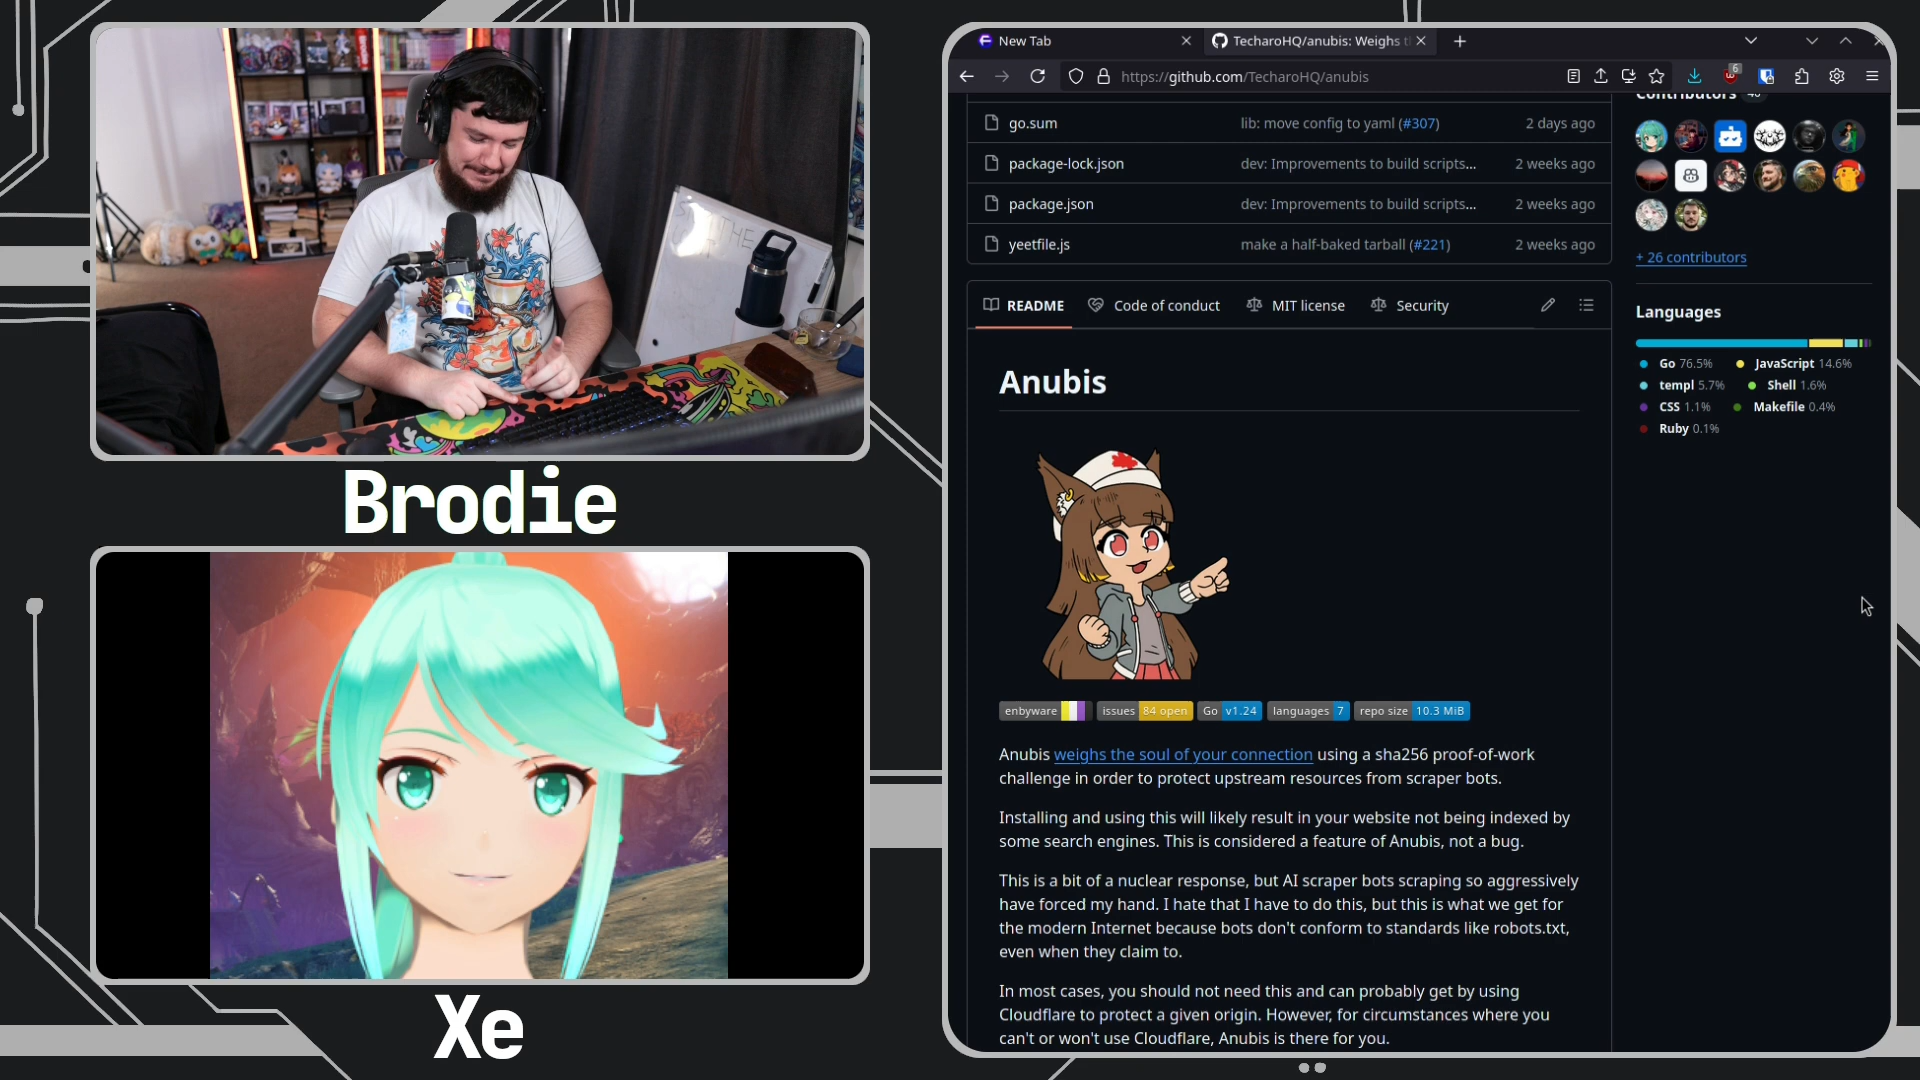 New Tab
TecharoHQ/anubis: Weighs t
6
https://github.com/TecharoHQ/anubis
go.sum lib: move config to yaml (#307) 2 days ago
package-lock.json dev: Improvements to build scripts... 2 weeks ago
package.json dev: Improvements to build scripts... 2 weeks ago
yeetfile.js make a half-baked tarball (#221) 2 weeks ago
README Code of conduct MIT license Security
Anubis
enbyware issues 84 open Go v1.24 languages 7 repo size 10.3 MiB
Anubis weighs the soul of your connection using a sha256 proof-of-work
challenge in order to protect upstream resources from scraper bots.
Installing and using this will likely result in your website not being indexed by
some search engines. This is considered a feature of Anubis, not a bug.
This is a bit of a nuclear response, but AI scraper bots scraping so aggressively
have forced my hand. I hate that I have to do this, but this is what we get for
the modern Internet because bots don't conform to standards like robots.txt,
even when they claim to.
In most cases, you should not need this and can probably get by using
Cloudflare to protect a given origin. However, for circumstances where you
can't or won't use Cloudflare, Anubis is there for you.
Contributors 40
+ 26 contributors
Languages
Go 76.5% JavaScript 14.6%
templ 5.7% Shell 1.6%
CSS 1.1% Makefile 0.4%
Ruby 0.1%
Brodie
Xe